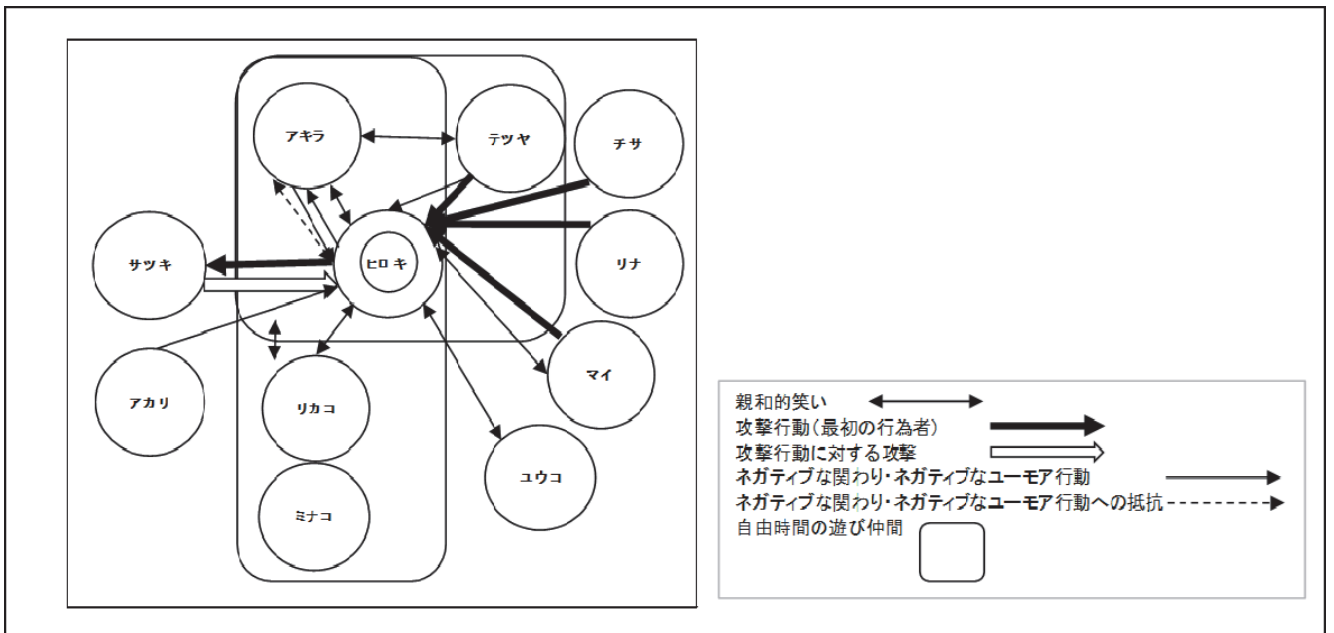 アキラ
テツヤ
チサ
サツキ
ヒロキ
リナ
アカリ
リカコ
マイ
ユウコ
ミナコ
親和的笑い
攻撃行動(最初の行為者)
攻撃行動に対する攻撃
ネガティブな関わり・ネガティブなユーモア行動
ネガティブな関わり・ネガティブなユーモア行動への抵抗
自由時間の遊び仲間